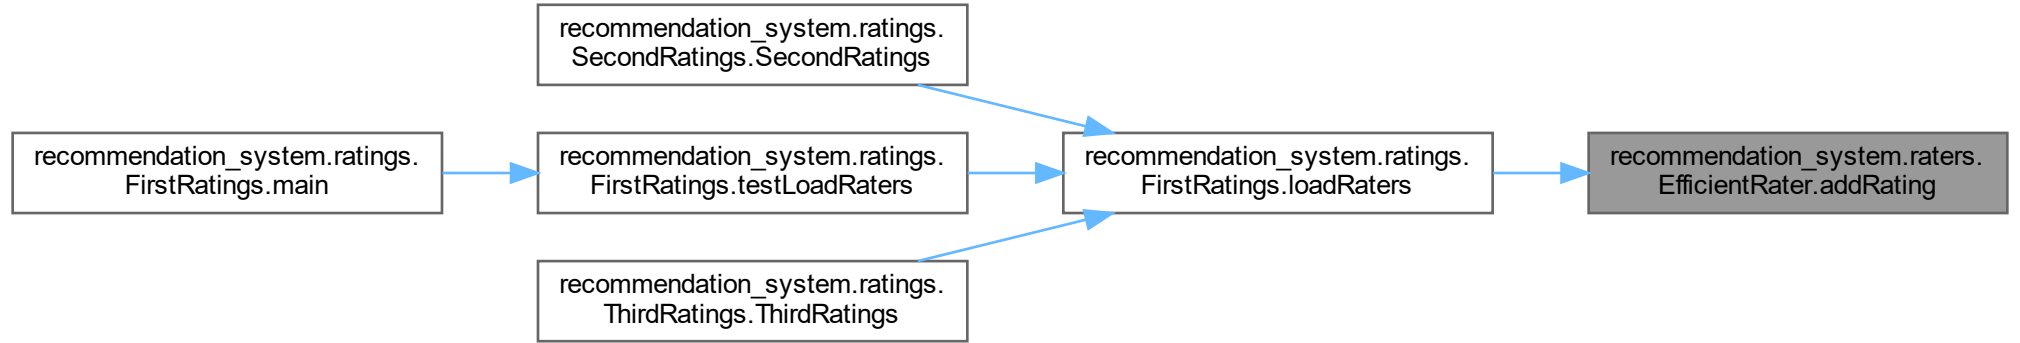 recommendation_system.ratings.
SecondRatings.SecondRatings
recommendation_system.ratings.
FirstRatings.main
recommendation_system.ratings.
FirstRatings.testLoadRaters
recommendation_system.ratings.
FirstRatings.loadRaters
recommendation_system.raters.
EfficientRater.addRating
recommendation_system.ratings.
ThirdRatings.ThirdRatings